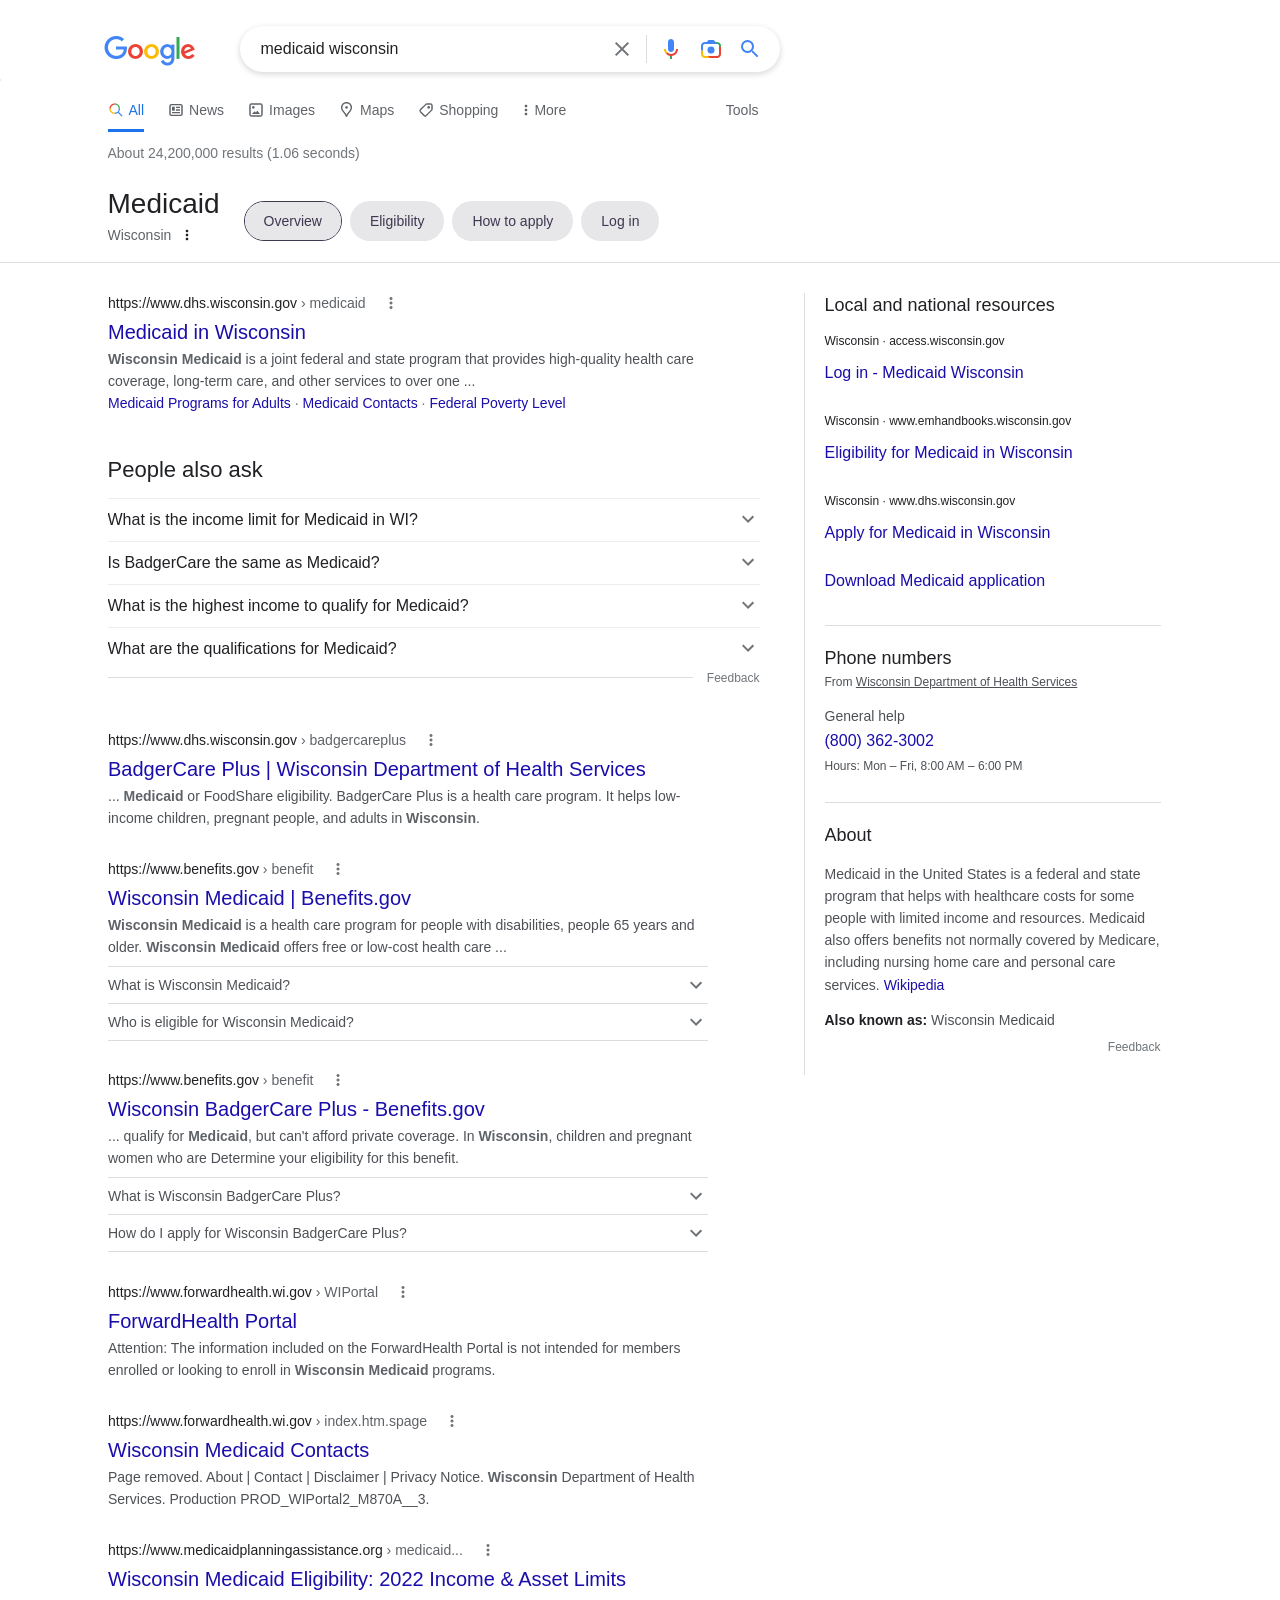 Google
medicaid wisconsin
All News Images Maps Shopping More Tools
About 24,200,000 results (1.06 seconds)
Medicaid
Wisconsin
Overview Eligibility How to apply Log in
https://www.dhs.wisconsin.gov › medicaid
Medicaid in Wisconsin
Wisconsin Medicaid is a joint federal and state program that provides high-quality health care
coverage, long-term care, and other services to over one ...
Medicaid Programs for Adults · Medicaid Contacts · Federal Poverty Level
People also ask
What is the income limit for Medicaid in WI?
Is BadgerCare the same as Medicaid?
What is the highest income to qualify for Medicaid?
What are the qualifications for Medicaid?
Feedback
https://www.dhs.wisconsin.gov › badgercareplus
BadgerCare Plus | Wisconsin Department of Health Services
... Medicaid or FoodShare eligibility. BadgerCare Plus is a health care program. It helps low-
income children, pregnant people, and adults in Wisconsin.
https://www.benefits.gov › benefit
Wisconsin Medicaid | Benefits.gov
Wisconsin Medicaid is a health care program for people with disabilities, people 65 years and
older. Wisconsin Medicaid offers free or low-cost health care ...
What is Wisconsin Medicaid?
Who is eligible for Wisconsin Medicaid?
https://www.benefits.gov › benefit
Wisconsin BadgerCare Plus - Benefits.gov
... qualify for Medicaid, but can't afford private coverage. In Wisconsin, children and pregnant
women who are Determine your eligibility for this benefit.
What is Wisconsin BadgerCare Plus?
How do I apply for Wisconsin BadgerCare Plus?
https://www.forwardhealth.wi.gov › WIPortal
ForwardHealth Portal
Attention: The information included on the ForwardHealth Portal is not intended for members
enrolled or looking to enroll in Wisconsin Medicaid programs.
https://www.forwardhealth.wi.gov › index.htm.spage
Wisconsin Medicaid Contacts
Page removed. About | Contact | Disclaimer | Privacy Notice. Wisconsin Department of Health
Services. Production PROD_WIPortal2_M870A__3.
https://www.medicaidplanningassistance.org › medicaid...
Wisconsin Medicaid Eligibility: 2022 Income & Asset Limits
Local and national resources
Wisconsin · access.wisconsin.gov
Log in - Medicaid Wisconsin
Wisconsin · www.emhandbooks.wisconsin.gov
Eligibility for Medicaid in Wisconsin
Wisconsin · www.dhs.wisconsin.gov
Apply for Medicaid in Wisconsin
Download Medicaid application
Phone numbers
From Wisconsin Department of Health Services
General help
(800) 362-3002
Hours: Mon – Fri, 8:00 AM – 6:00 PM
About
Medicaid in the United States is a federal and state
program that helps with healthcare costs for some
people with limited income and resources. Medicaid
also offers benefits not normally covered by Medicare,
including nursing home care and personal care
services. Wikipedia
Also known as: Wisconsin Medicaid
Feedback